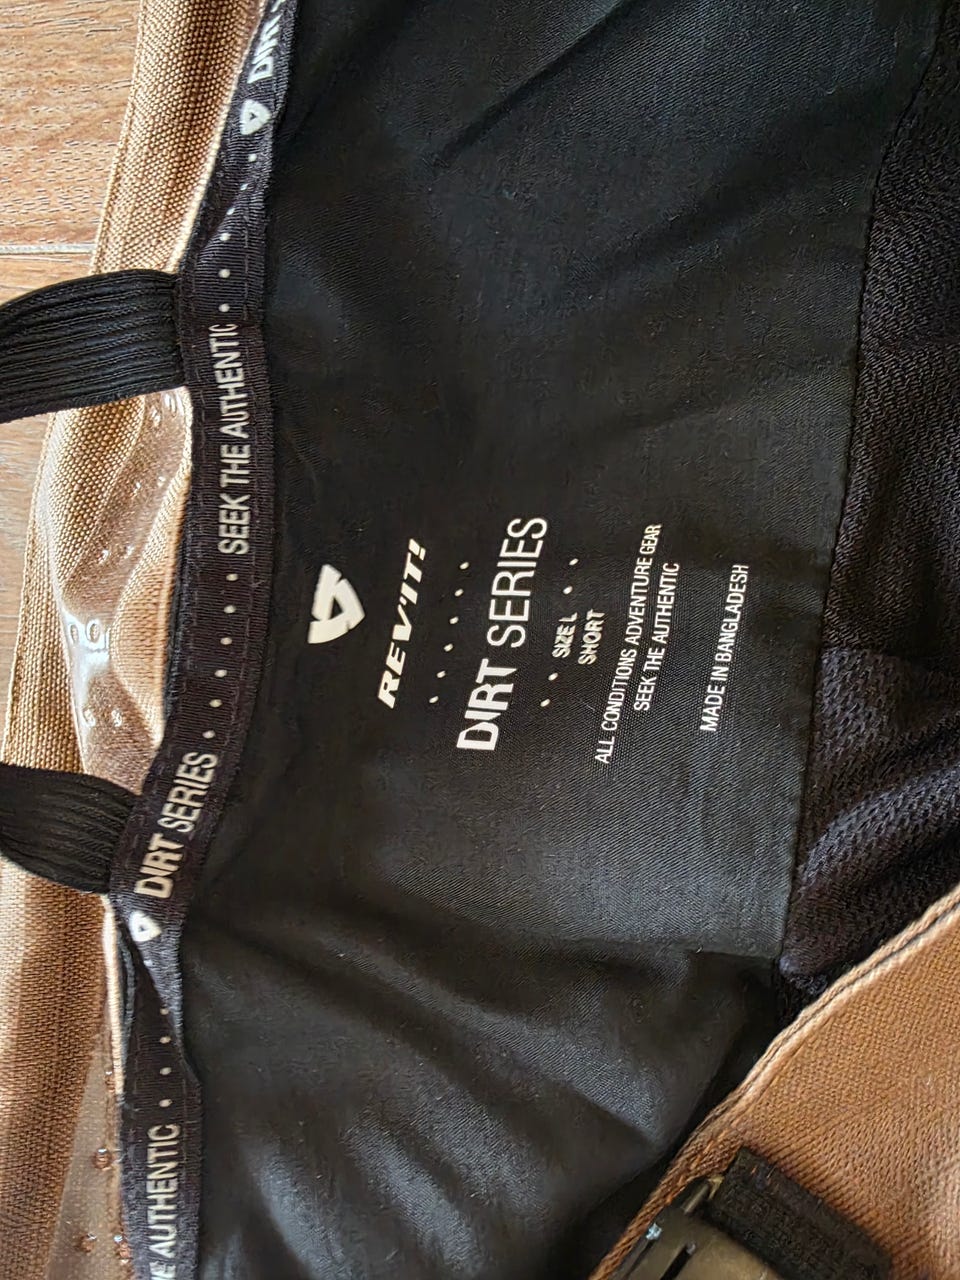 REV'IT!
DIRT SERIES
SIZE L
SHORT
ALL CONDITIONS ADVENTURE GEAR
SEEK THE AUTHENTIC
MADE IN BANGLADESH
AUTHENTIC
DIRT SERIES
SEEK THE AUTHENTIC
DIRT